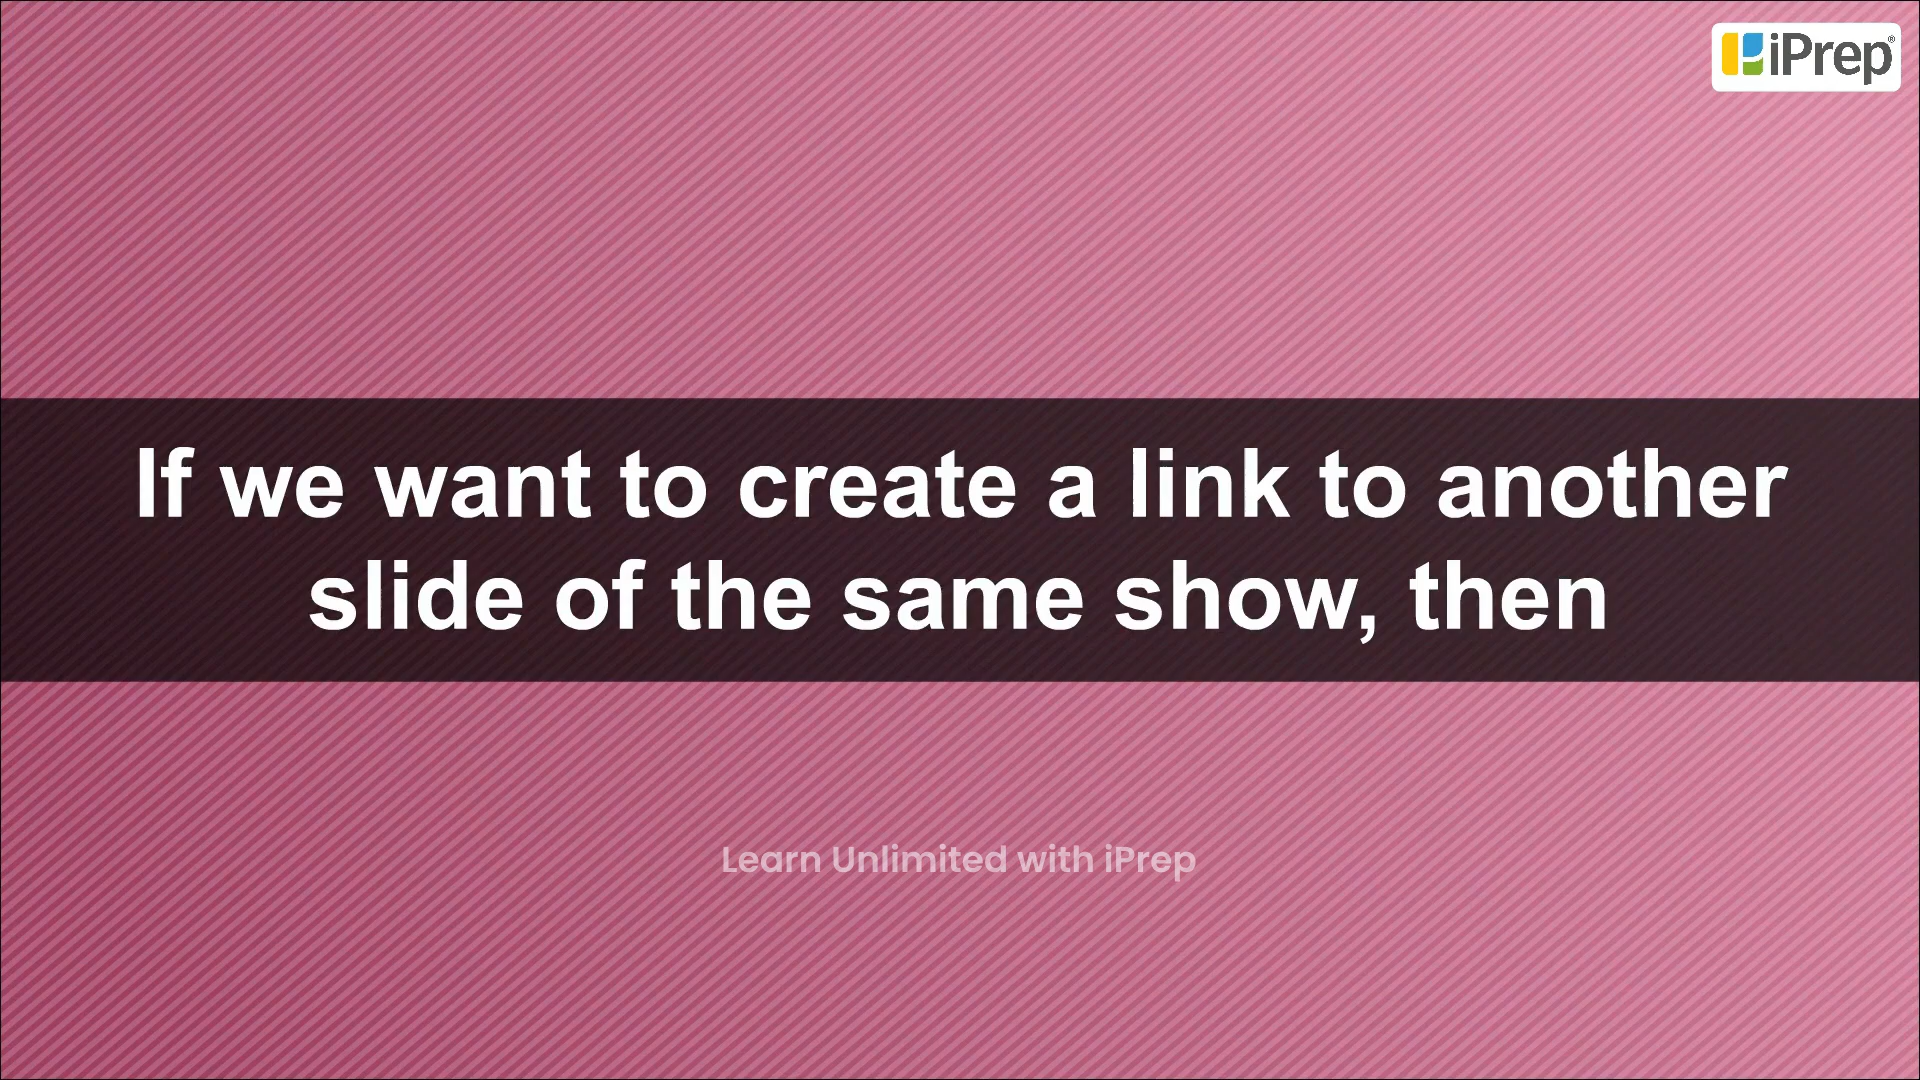 iPrep®
If we want to create a link to another
slide of the same show, then
Learn Unlimited with iPrep